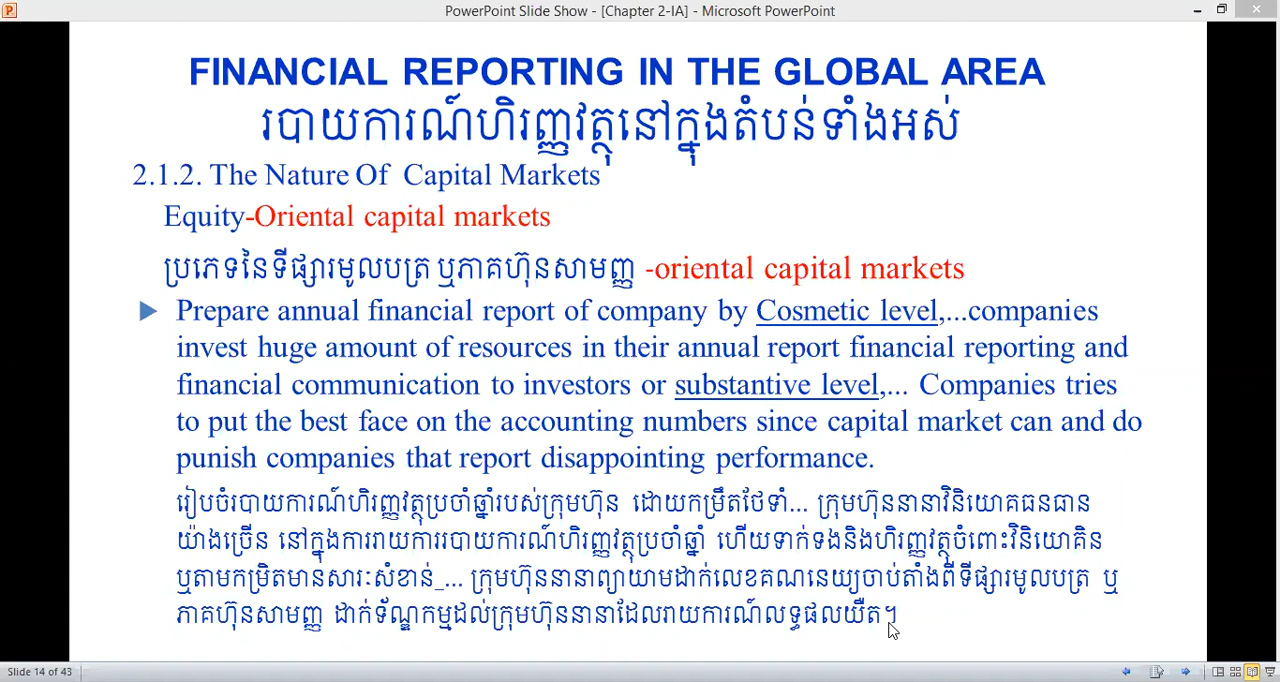 PowerPoint Slide Show - [Chapter 2-IA] - Microsoft PowerPoint
FINANCIAL REPORTING IN THE GLOBAL AREA
របាយការណ៍ហិរញ្ញវត្ថុនៅក្នុងតំបន់ទាំងអស់
2.1.2. The Nature Of Capital Markets
Equity-Oriental capital markets
ប្រភេទនៃទីផ្សារមូលបត្រ ឬភាគហ៊ុនសាមញ្ញ -oriental capital markets
Prepare annual financial report of company by Cosmetic level,...companies
invest huge amount of resources in their annual report financial reporting and
financial communication to investors or substantive level,... Companies tries
to put the best face on the accounting numbers since capital market can and do
punish companies that report disappointing performance.
រៀបចំរបាយការណ៍ហិរញ្ញវត្ថុប្រចាំឆ្នាំរបស់ក្រុមហ៊ុន ដោយកម្រឹតថែទាំ... ក្រុមហ៊ុននានាវិនិយោគធនធាន
យ៉ាងច្រើន នៅក្នុងការរាយការរបាយការណ៍ហិរញ្ញវត្ថុប្រចាំឆ្នាំ ហើយទាក់ទងនិងហិរញ្ញវត្ថុចំពោះវិនិយោគិន
ឬតាមកម្រិតមានសារៈសំខាន់_... ក្រុមហ៊ុននានាព្យាយាមដាក់លេខគណនេយ្យចាប់តាំងពីទីផ្សារមូលបត្រ ឬ
ភាគហ៊ុនសាមញ្ញ ដាក់ទ័ណ្ឌកម្មដល់ក្រុមហ៊ុននានាដែលរាយការណ៍លទ្ធផលយឺត។
Slide 14 of 43